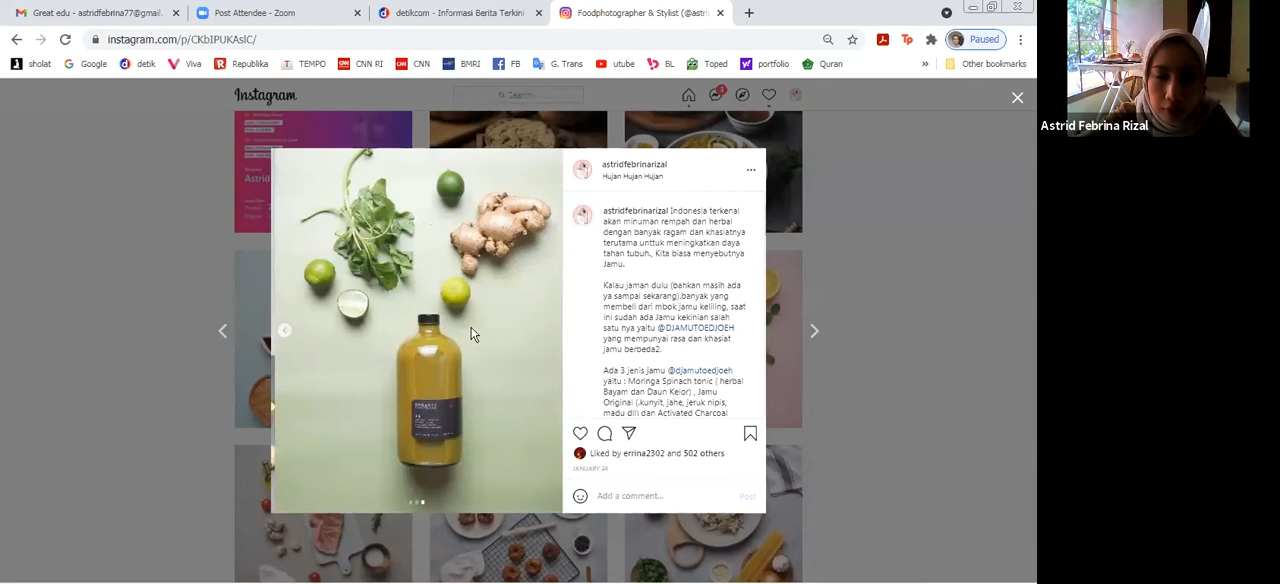 Great edu - astridfebrina77@gmail.
Post Attendee - Zoom
detikcom - Informasi Berita Terkini
Foodphotographer & Stylist (@astri
instagram.com/p/CKbIPUKAslC/
Paused
sholat
Google
detik
Viva
Republika
TEMPO
CNN RI
CNN
BMRI
FB
G. Trans
utube
BL
Toped
portfolio
Quran
»
Other bookmarks
Astrid Febrina Rizal
Instagram
Search
3
Astrid
astridfebrinarizal
Hujan Hujan Hujan
astridfebrinarizal Indonesia terkenal
akan minuman rempah dan herbal
dengan banyak ragam dan khasiatnya
terutama unttuk meningkatkan daya
tahan tubuh., Kita biasa menyebutnya
Jamu.
Kalau jaman dulu (bahkan masih ada
ya sampai sekarang).banyak yang
membeli dari mbok jamu keliling, saat
ini sudah ada Jamu kekinian salah
satu nya yaitu @DJAMUTOEDJOEH
yang mempunyai rasa dan khasiat
jamu berbeda2.
Ada 3 jenis jamu @djamutoedjoeh
yaitu : Moringa Spinach tonic ( herbal
Bayam dan Daun Kelor) , Jamu
Original (.kunyit, jahe, jeruk nipis,
madu dll) dan Activated Charcoal
ORGANIC
Liked by errina2302 and 502 others
JANUARY 24
Add a comment...
Post